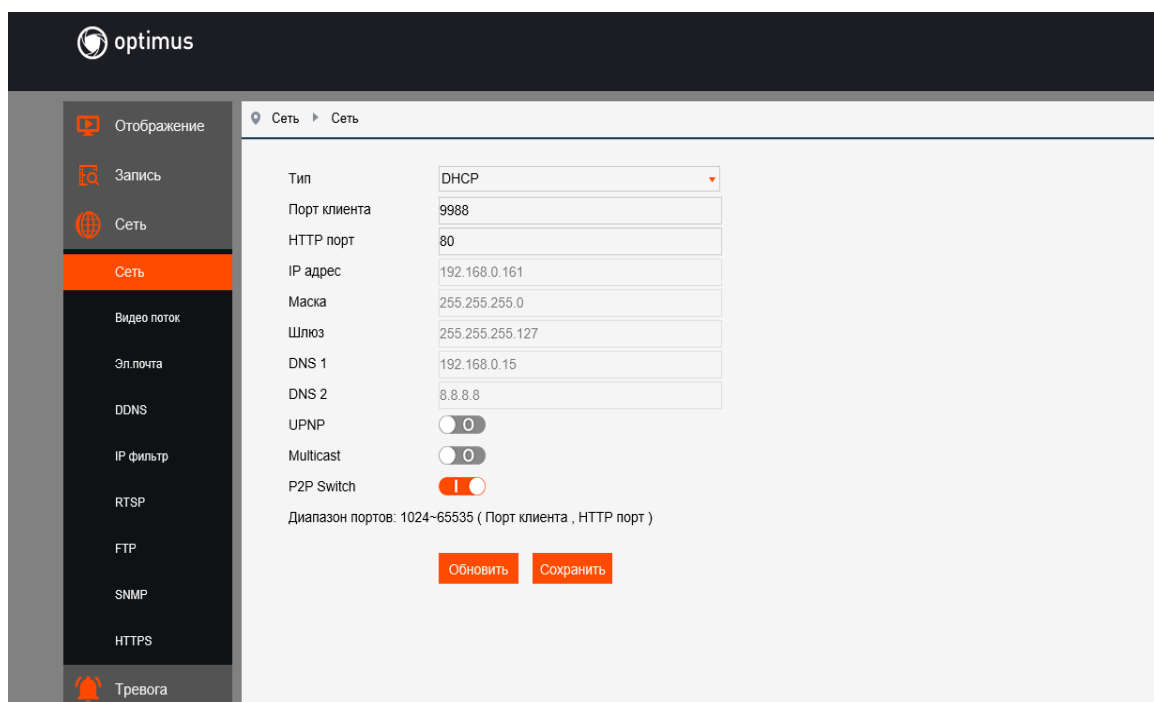 optimus
Отображение
Запись
Сеть
Сеть
Видео поток
Эл.почта
DDNS
IP фильтр
RTSP
FTP
SNMP
HTTPS
Тревога
Сеть Сеть
Тип DHCP
Порт клиента 9988
HTTP порт 80
IP адрес 192.168.0.161
Маска 255.255.255.0
Шлюз 255.255.255.127
DNS 1 192.168.0.15
DNS 2 8.8.8.8
UPNP O
Multicast O
P2P Switch I
Диапазон портов: 1024~65535 ( Порт клиента , HTTP порт )
Обновить Сохранить